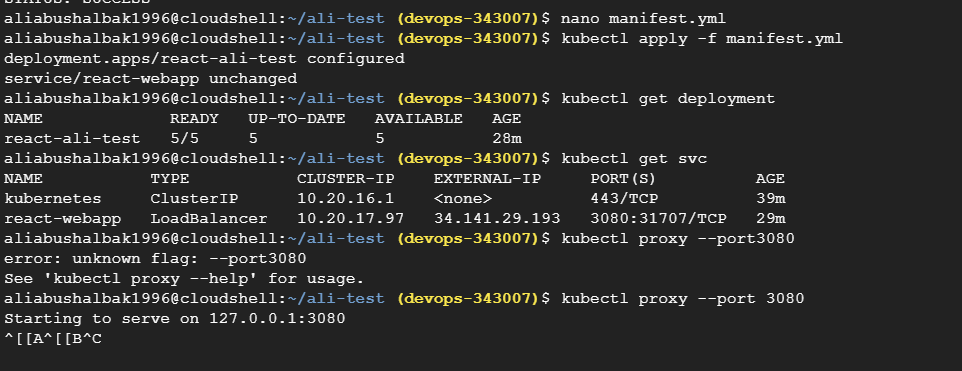 STATUS: SUCCESS
aliabushalbak1996@cloudshell:~/ali-test (devops-343007)$ nano manifest.yml
aliabushalbak1996@cloudshell:~/ali-test (devops-343007)$ kubectl apply -f manifest.yml
deployment.apps/react-ali-test configured
service/react-webapp unchanged
aliabushalbak1996@cloudshell:~/ali-test (devops-343007)$ kubectl get deployment
NAME READY UP-TO-DATE AVAILABLE AGE
react-ali-test 5/5 5 5 28m
aliabushalbak1996@cloudshell:~/ali-test (devops-343007)$ kubectl get svc
NAME TYPE CLUSTER-IP EXTERNAL-IP PORT(S) AGE
kubernetes ClusterIP 10.20.16.1 <none> 443/TCP 39m
react-webapp LoadBalancer 10.20.17.97 34.141.29.193 3080:31707/TCP 29m
aliabushalbak1996@cloudshell:~/ali-test (devops-343007)$ kubectl proxy --port3080
error: unknown flag: --port3080
See 'kubectl proxy --help' for usage.
aliabushalbak1996@cloudshell:~/ali-test (devops-343007)$ kubectl proxy --port 3080
Starting to serve on 127.0.0.1:3080
^[[A^[[B^C